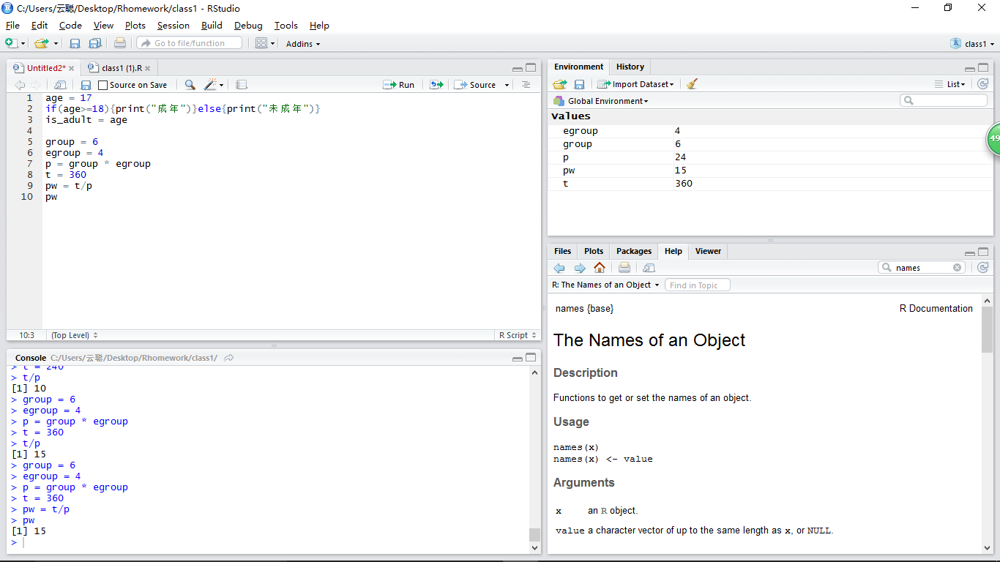 C:/Users/云聪/Desktop/Rhomework/class1 - RStudio
File Edit Code View Plots Session Build Debug Tools Help
Go to file/function Addins class1
Untitled2* class1 (1).R
Source on Save Run Source
1 age = 17
2 if(age>=18){print("成年")}else{print("未成年")}
3 is_adult = age
4
5 group = 6
6 egroup = 4
7 p = group * egroup
8 t = 360
9 pw = t/p
10 pw
10:3 (Top Level) R Script
Console C:/Users/云聪/Desktop/Rhomework/class1/
> t = 240
> t/p
[1] 10
> group = 6
> egroup = 4
> p = group * egroup
> t = 360
> t/p
[1] 15
> group = 6
> egroup = 4
> p = group * egroup
> t = 360
> pw = t/p
> pw
[1] 15
>
Environment History
Import Dataset List
Global Environment
Values
egroup 4
group 6
p 24
pw 15
t 360
49
Files Plots Packages Help Viewer
names
R: The Names of an Object Find in Topic
names {base} R Documentation
The Names of an Object
Description
Functions to get or set the names of an object.
Usage
names(x)
names(x) <- value
Arguments
x an R object.
value a character vector of up to the same length as x, or NULL.